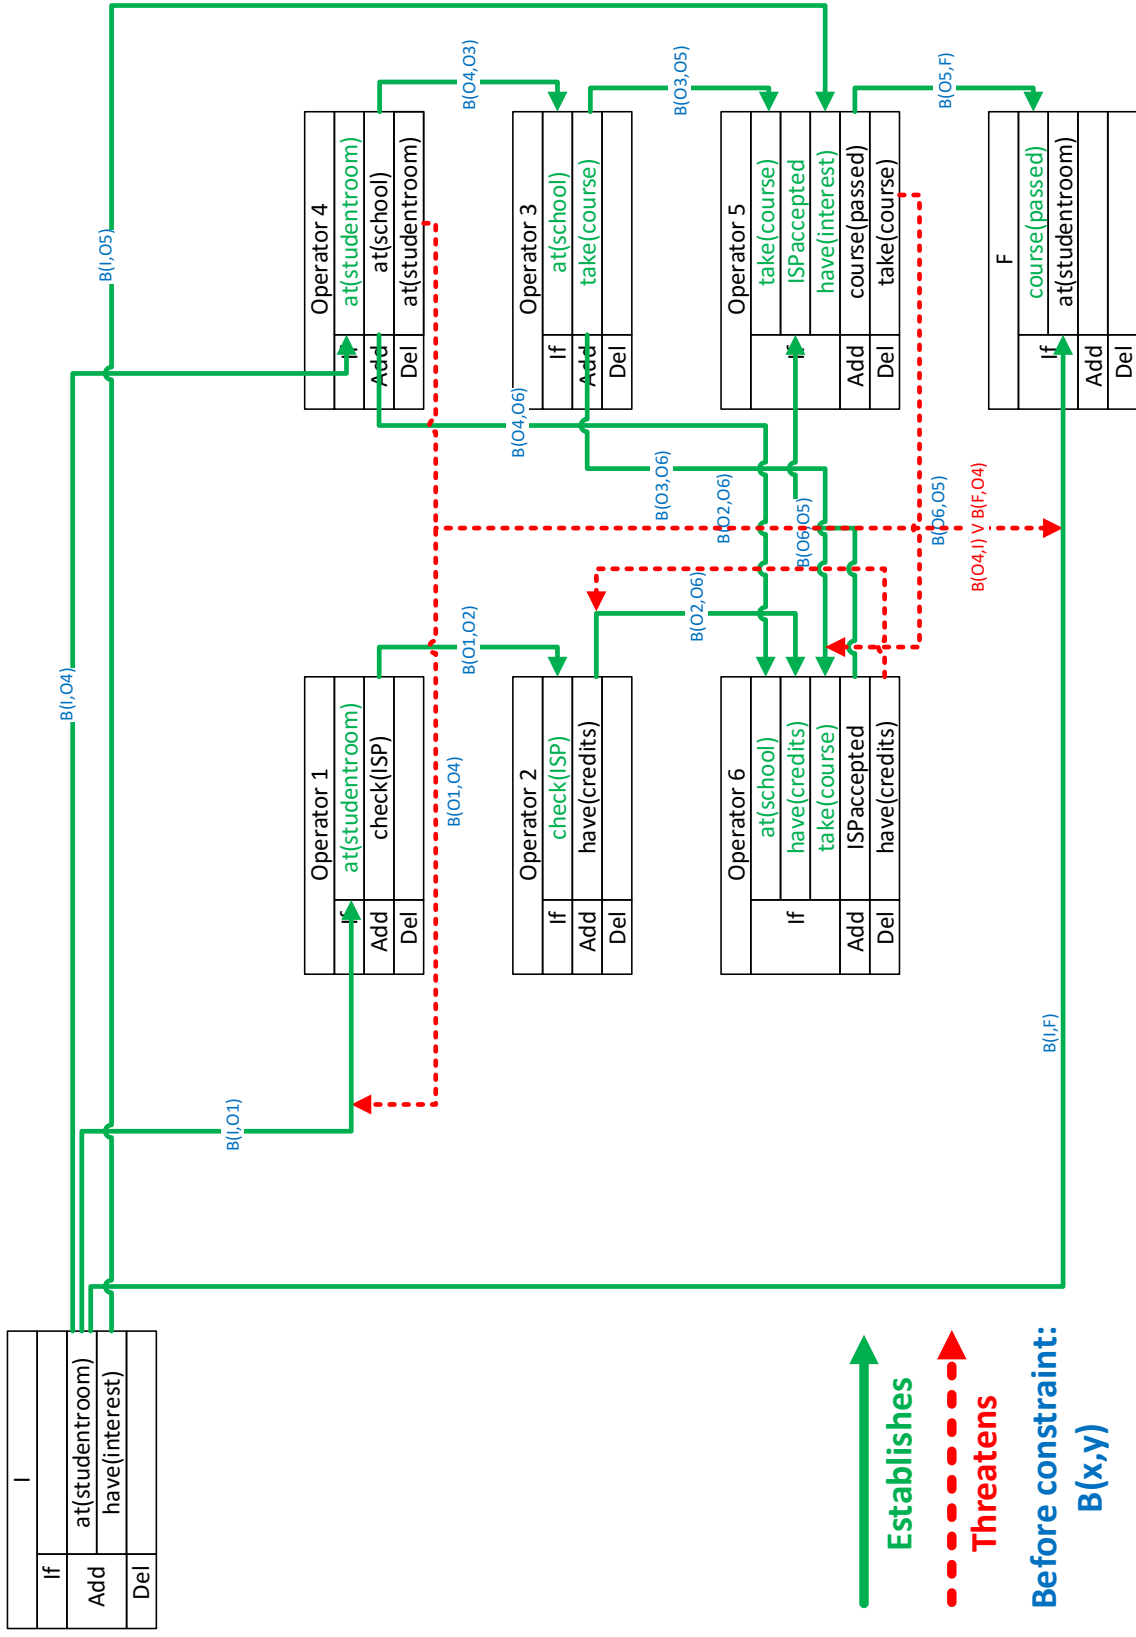 I
If
Add
at(studentroom)
have(interest)
Del
B(I,O4)
B(I,O5)
B(I,O1)
B(I,F)
Operator 1
If
at(studentroom)
Add
check(ISP)
Del
B(O1,O2)
B(O1,O4)
Operator 2
If
check(ISP)
Add
have(credits)
Del
B(O2,O6)
Operator 6
If
at(school)
have(credits)
take(course)
Add
ISPaccepted
Del
have(credits)
B(O4,O6)
B(O3,O6)
B(O2,O6)
B(O6,O5)
B(O6,O5)
B(O4,I) V B(F,O4)
Operator 4
If
at(studentroom)
Add
at(school)
Del
at(studentroom)
B(O4,O3)
Operator 3
If
at(school)
Add
take(course)
Del
B(O3,O5)
Operator 5
If
take(course)
ISPaccepted
have(interest)
Add
course(passed)
Del
take(course)
B(O5,F)
F
If
course(passed)
at(studentroom)
Add
Del
Establishes
Threatens
Before constraint:
B(x,y)